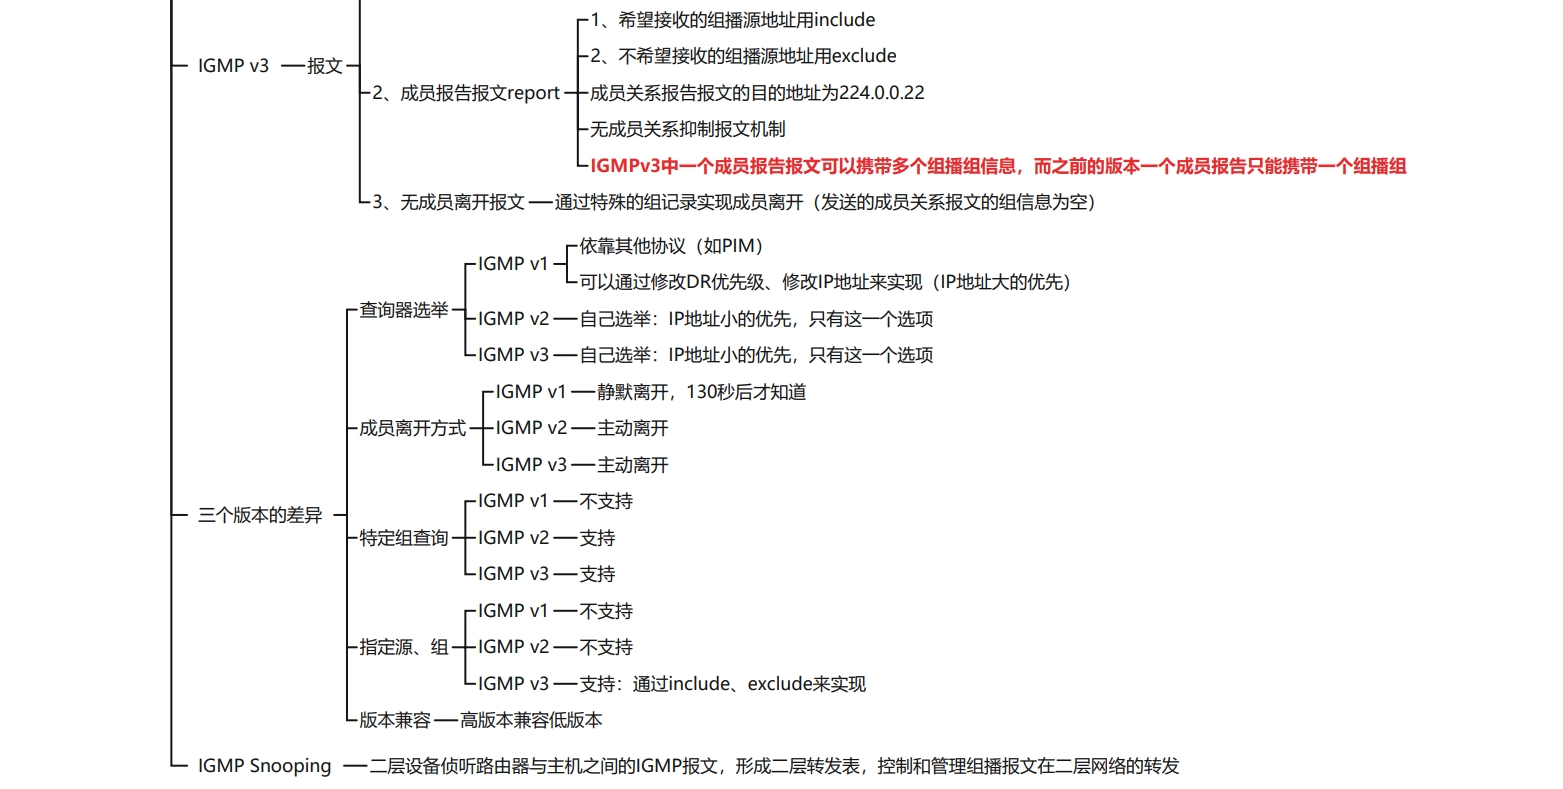 1、希望接收的组播源地址用include
2、不希望接收的组播源地址用exclude
IGMP v3
报文
2、成员报告报文report
成员关系报告报文的目的地址为224.0.0.22
无成员关系抑制报文机制
IGMPv3中一个成员报告报文可以携带多个组播组信息，而之前的版本一个成员报告只能携带一个组播组
3、无成员离开报文
通过特殊的组记录实现成员离开（发送的成员关系报文的组信息为空）
三个版本的差异
查询器选举
IGMP v1
依靠其他协议（如PIM）
可以通过修改DR优先级、修改IP地址来实现（IP地址大的优先）
IGMP v2
自己选举：IP地址小的优先，只有这一个选项
IGMP v3
自己选举：IP地址小的优先，只有这一个选项
成员离开方式
IGMP v1
静默离开，130秒后才知道
IGMP v2
主动离开
IGMP v3
主动离开
特定组查询
IGMP v1
不支持
IGMP v2
支持
IGMP v3
支持
指定源、组
IGMP v1
不支持
IGMP v2
不支持
IGMP v3
支持：通过include、exclude来实现
版本兼容
高版本兼容低版本
IGMP Snooping
二层设备侦听路由器与主机之间的IGMP报文，形成二层转发表，控制和管理组播报文在二层网络的转发